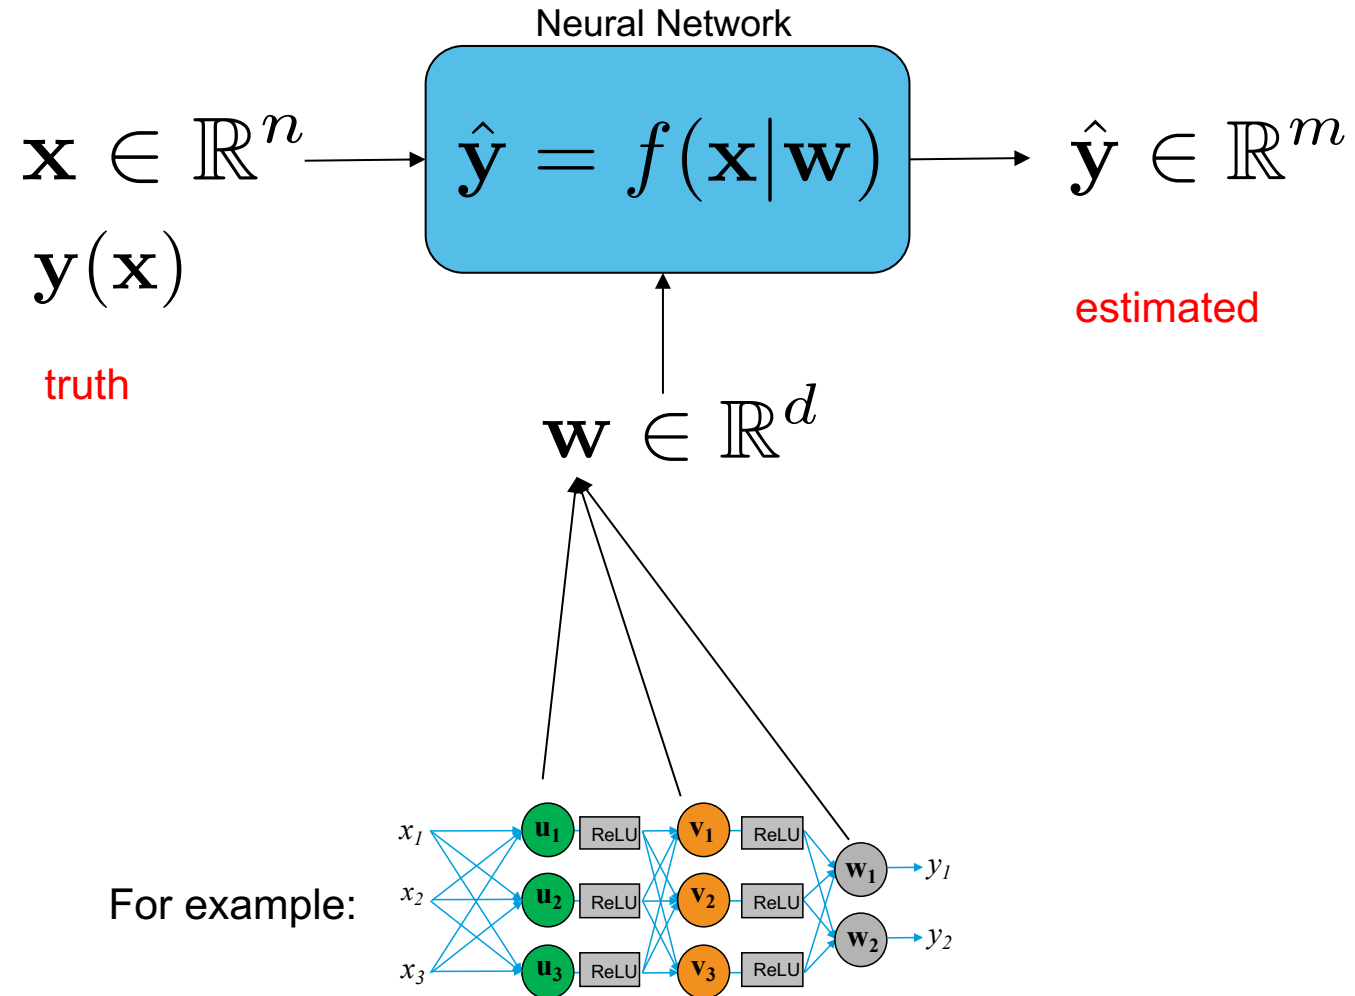 Neural Network
𝐱 ∈ ℝⁿ
ŷ = f(𝐱|𝐰)
ŷ ∈ ℝᵐ
𝐲(𝐱)
estimated
truth
𝐰 ∈ ℝᵈ
x₁ u₁ ReLU v₁ ReLU
w₁ y₁
For example: x₂ u₂ ReLU v₂ ReLU
w₂ y₂
x₃ u₃ ReLU v₃ ReLU